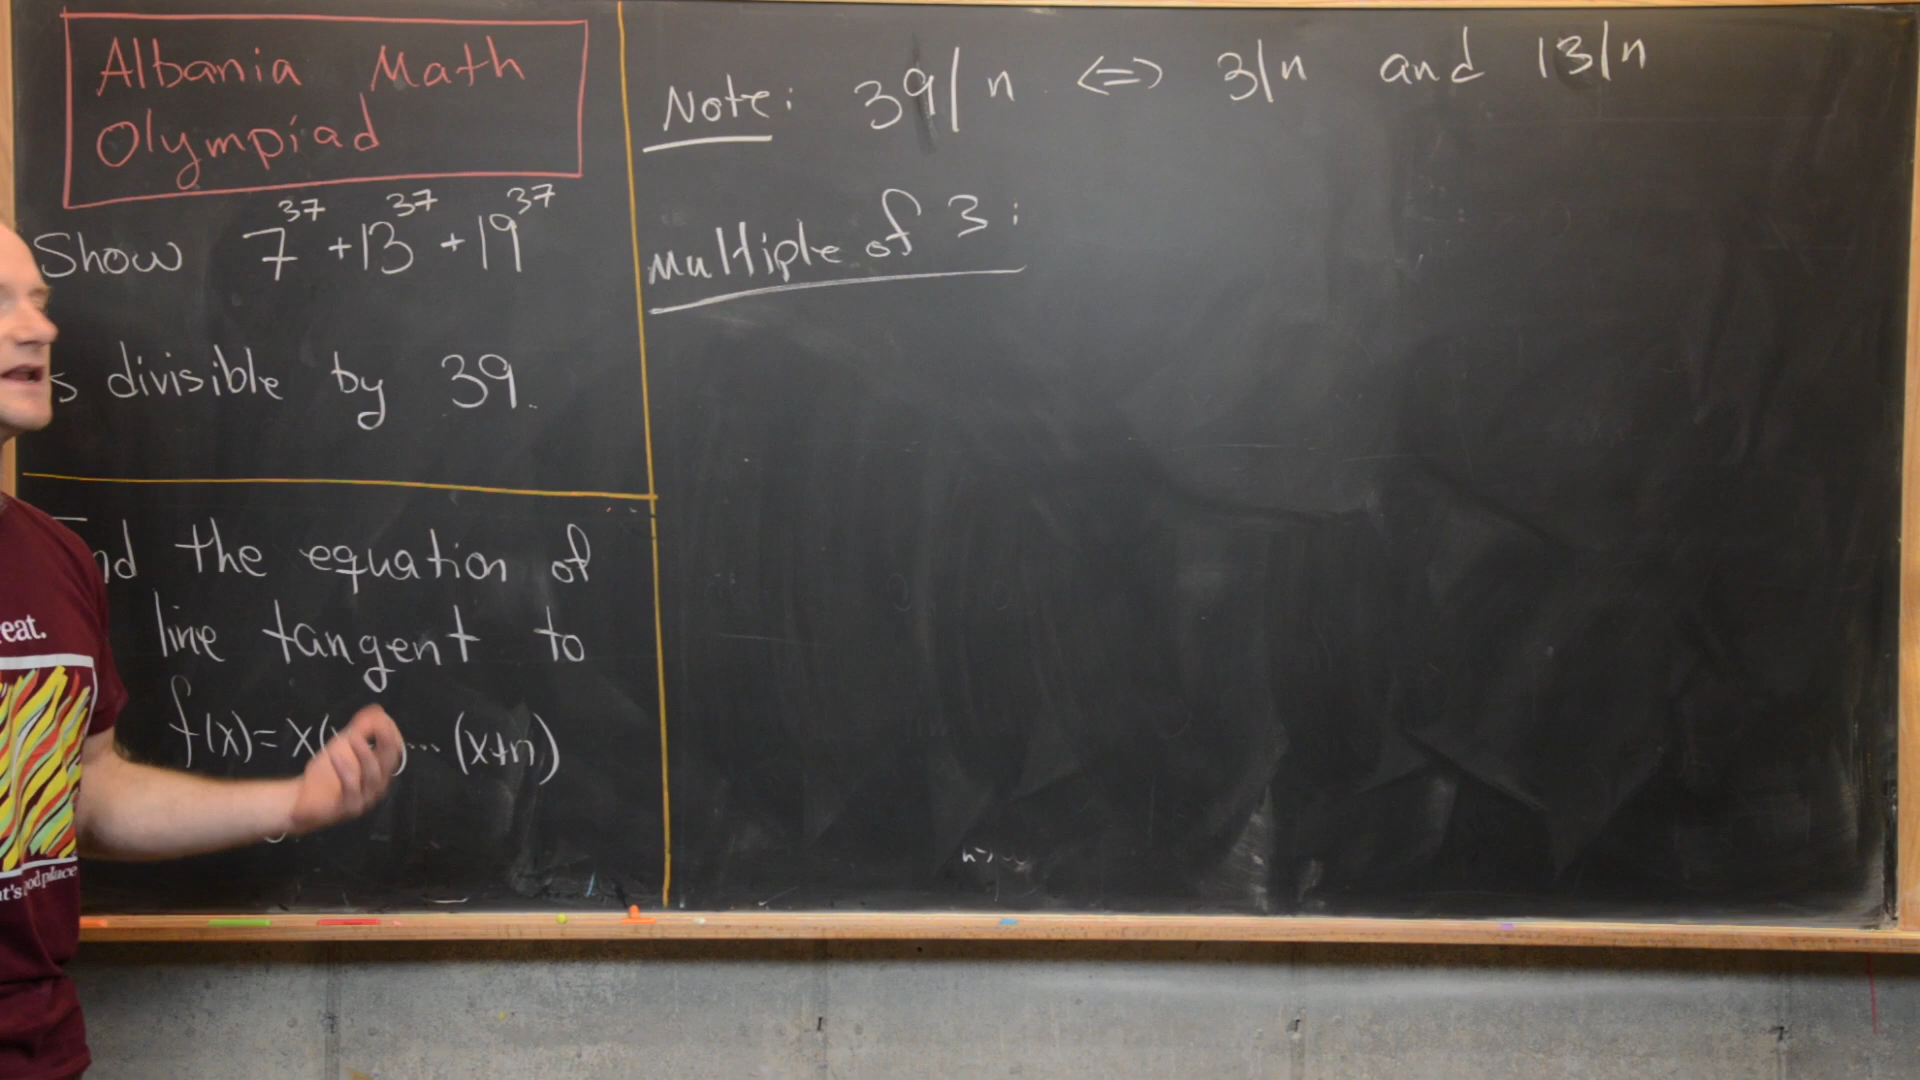 Albania Math
Olympiad
Show 7^37 + 13^37 + 19^37
s divisible by 39.
nd the equation of
line tangent to
f(x) = x( ) ... (x+n)
Note: 39|n <=> 3|n and 13|n
Multiple of 3:
eat.